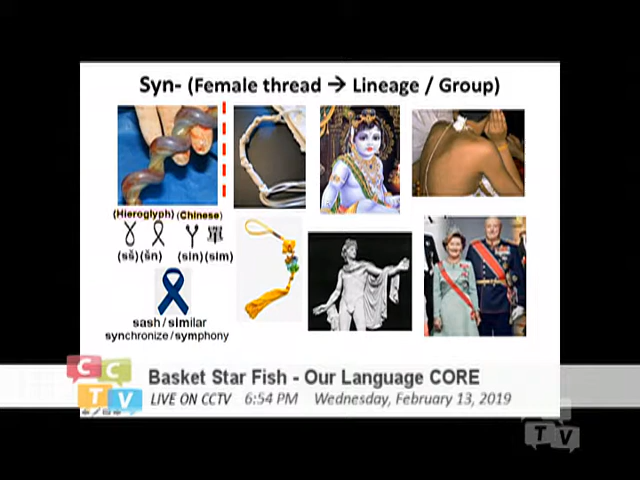 Syn- (Female thread → Lineage / Group)
(Hieroglyph) (Chinese)
單
(sš) (šn) (sin) (sim)
sash / similar
synchronize / symphony
Basket Star Fish - Our Language CORE
LIVE ON CCTV 6:54 PM Wednesday, February 13, 2019
CCTV
TV